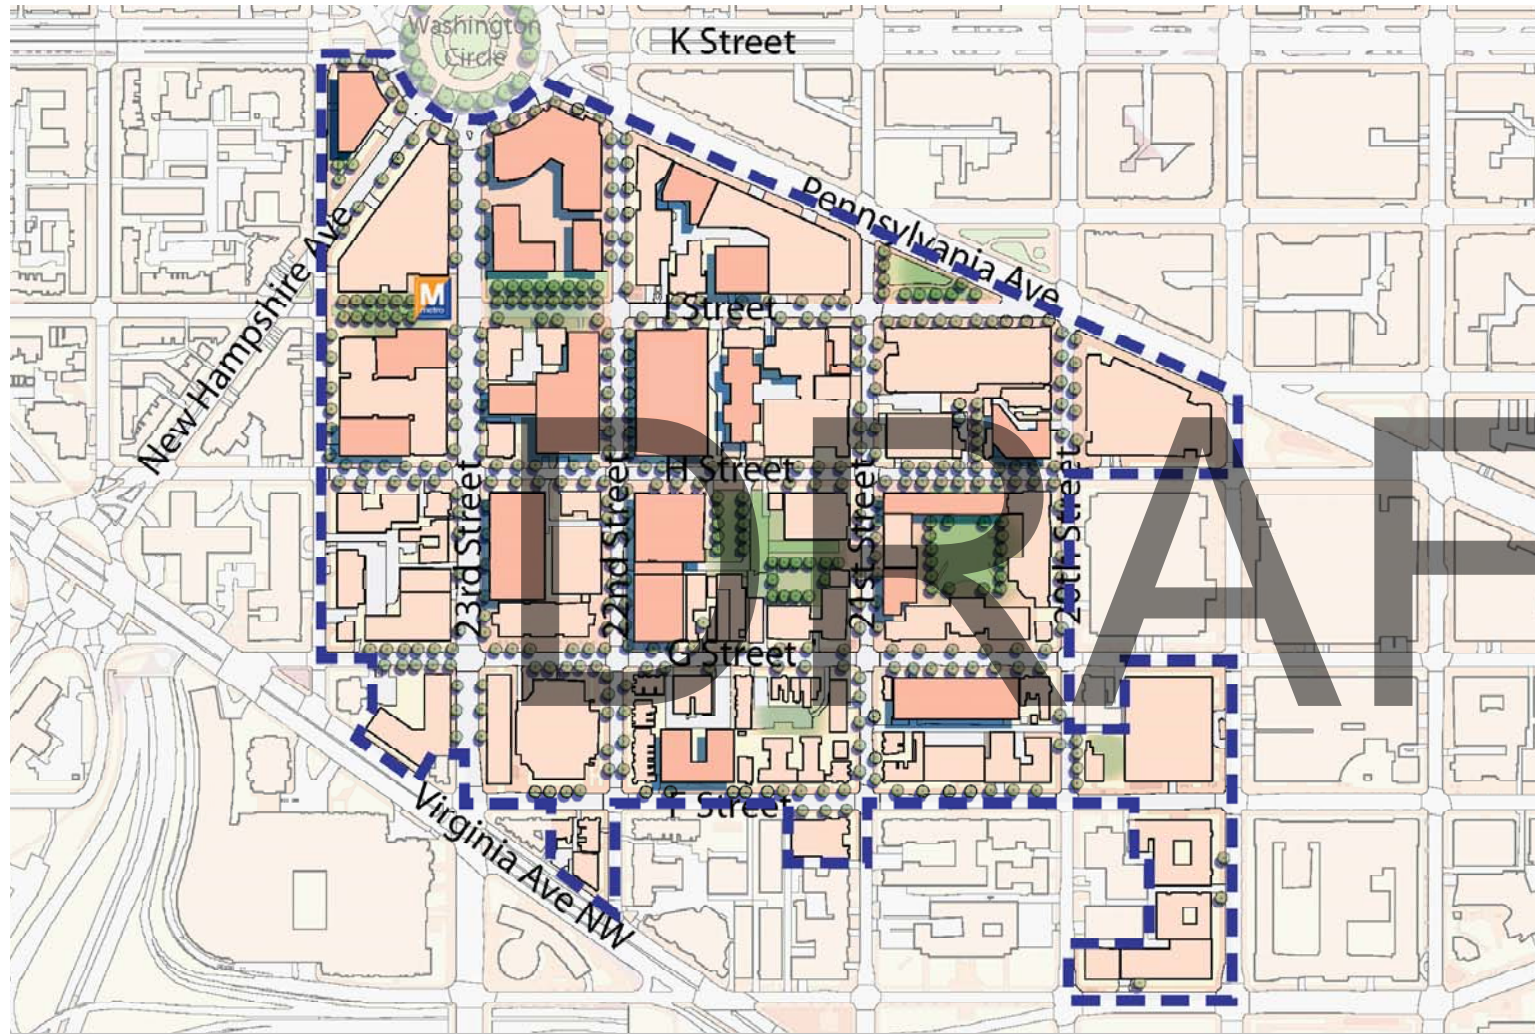 Washington
Circle
K Street
Pennsylvania Ave
New Hampshire Ave
M
metro
I Street
H Street
23rd Street
22nd Street
21st Street
20th Street
DRAF
G Street
F Street
Virginia Ave NW